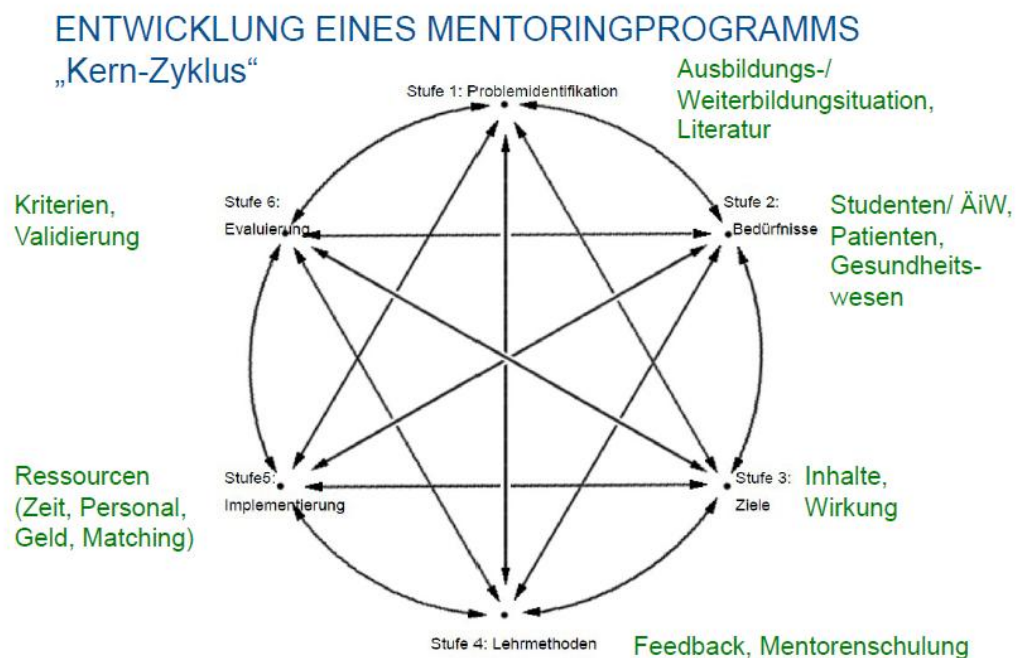 ENTWICKLUNG EINES MENTORINGPROGRAMMS
„Kern-Zyklus“
Ausbildungs-/
Weiterbildungsituation,
Literatur
Stufe 1: Problemidentifikation
Kriterien,
Validierung
Stufe 6:
Evaluierung
Stufe 2:
Bedürfnisse
Studenten/ ÄiW,
Patienten,
Gesundheits-
wesen
Ressourcen
(Zeit, Personal,
Geld, Matching)
Stufe5:
Implementierung
Stufe 3:
Ziele
Inhalte,
Wirkung
Stufe 4: Lehrmethoden
Feedback, Mentorenschulung